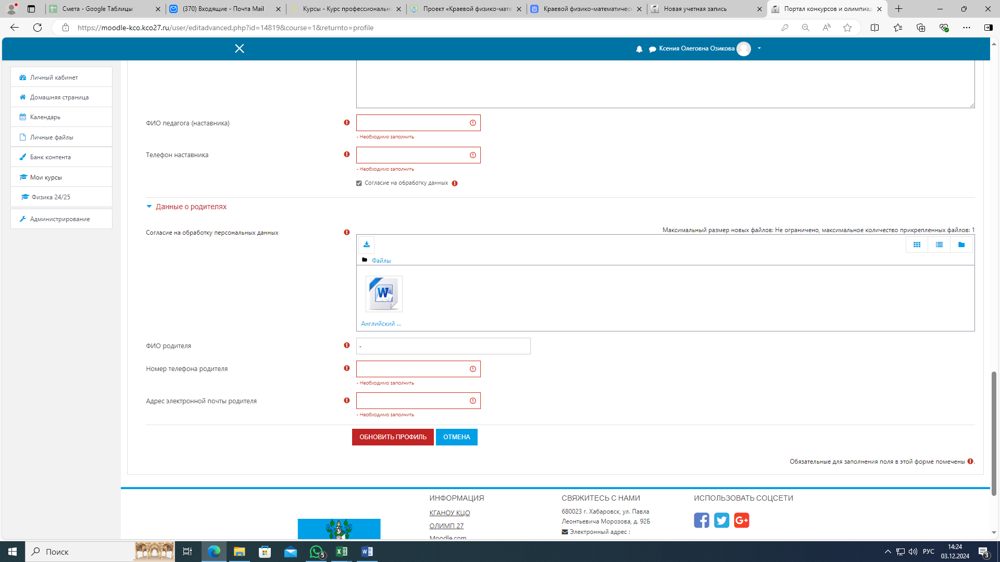 Смета - Google Таблицы
(370) Входящие - Почта Mail
Курсы - Курс профессиональн
Проект «Краевой физико-мате
Краевой физико-математичес
Новая учетная запись
Портал конкурсов и олимпиад
https://moodle-kco.kco27.ru/user/editadvanced.php?id=14819&course=1&returnto=profile
Ксения Олеговна Озикова
Личный кабинет
Домашняя страница
Календарь
Личные файлы
Банк контента
Мои курсы
Физика 24/25
Администрирование
ФИО педагога (наставника)
- Необходимо заполнить
Телефон наставника
- Необходимо заполнить
Согласие на обработку данных
Данные о родителях
Согласие на обработку персональных данных
Максимальный размер новых файлов: Не ограничено, максимальное количество прикрепленных файлов: 1
Файлы
Английский ...
ФИО родителя
-
Номер телефона родителя
- Необходимо заполнить
Адрес электронной почты родителя
- Необходимо заполнить
ОБНОВИТЬ ПРОФИЛЬ
ОТМЕНА
Обязательные для заполнения поля в этой форме помечены .
ИНФОРМАЦИЯ
КГАНОУ КЦО
ОЛИМП 27
Moodle.com
СВЯЖИТЕСЬ С НАМИ
680023 г. Хабаровск, ул. Павла
Леонтьевича Морозова, д. 92Б
Электронный адрес :
ИСПОЛЬЗОВАТЬ СОЦСЕТИ
Поиск
5
РУС
14:24
03.12.2024
3